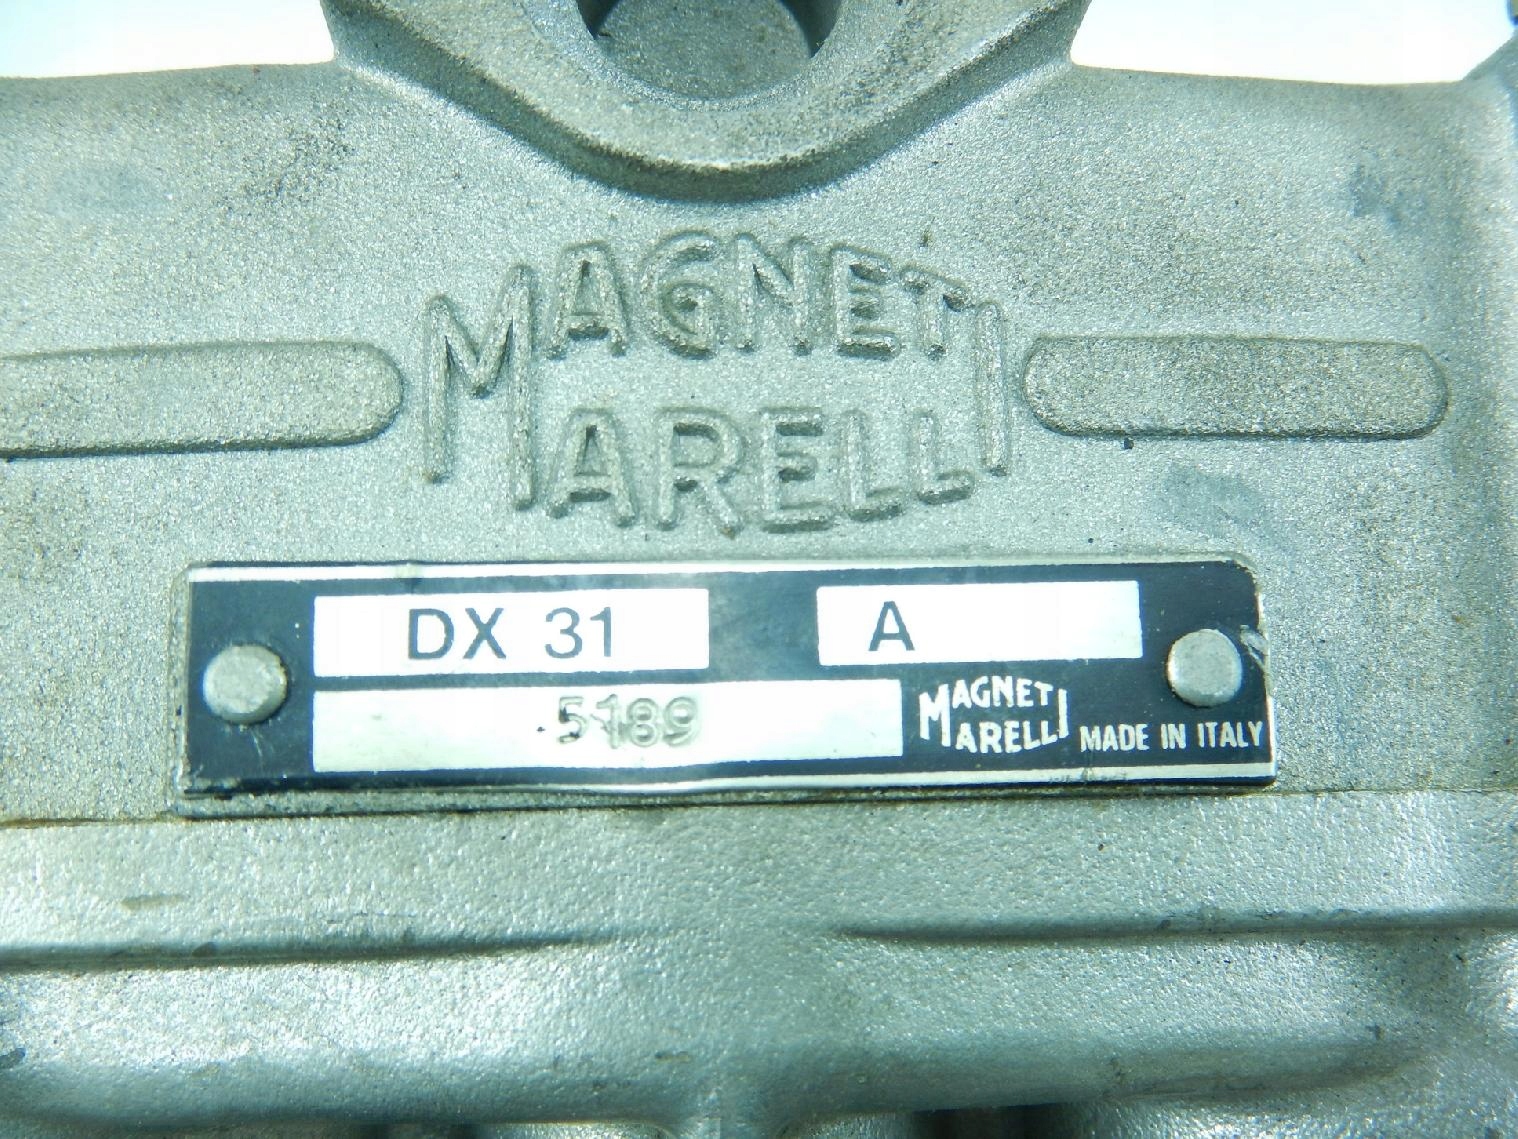 MAGNETI
MARELLI
DX 31 A
5189
MAGNETI
MARELLI
MADE IN ITALY